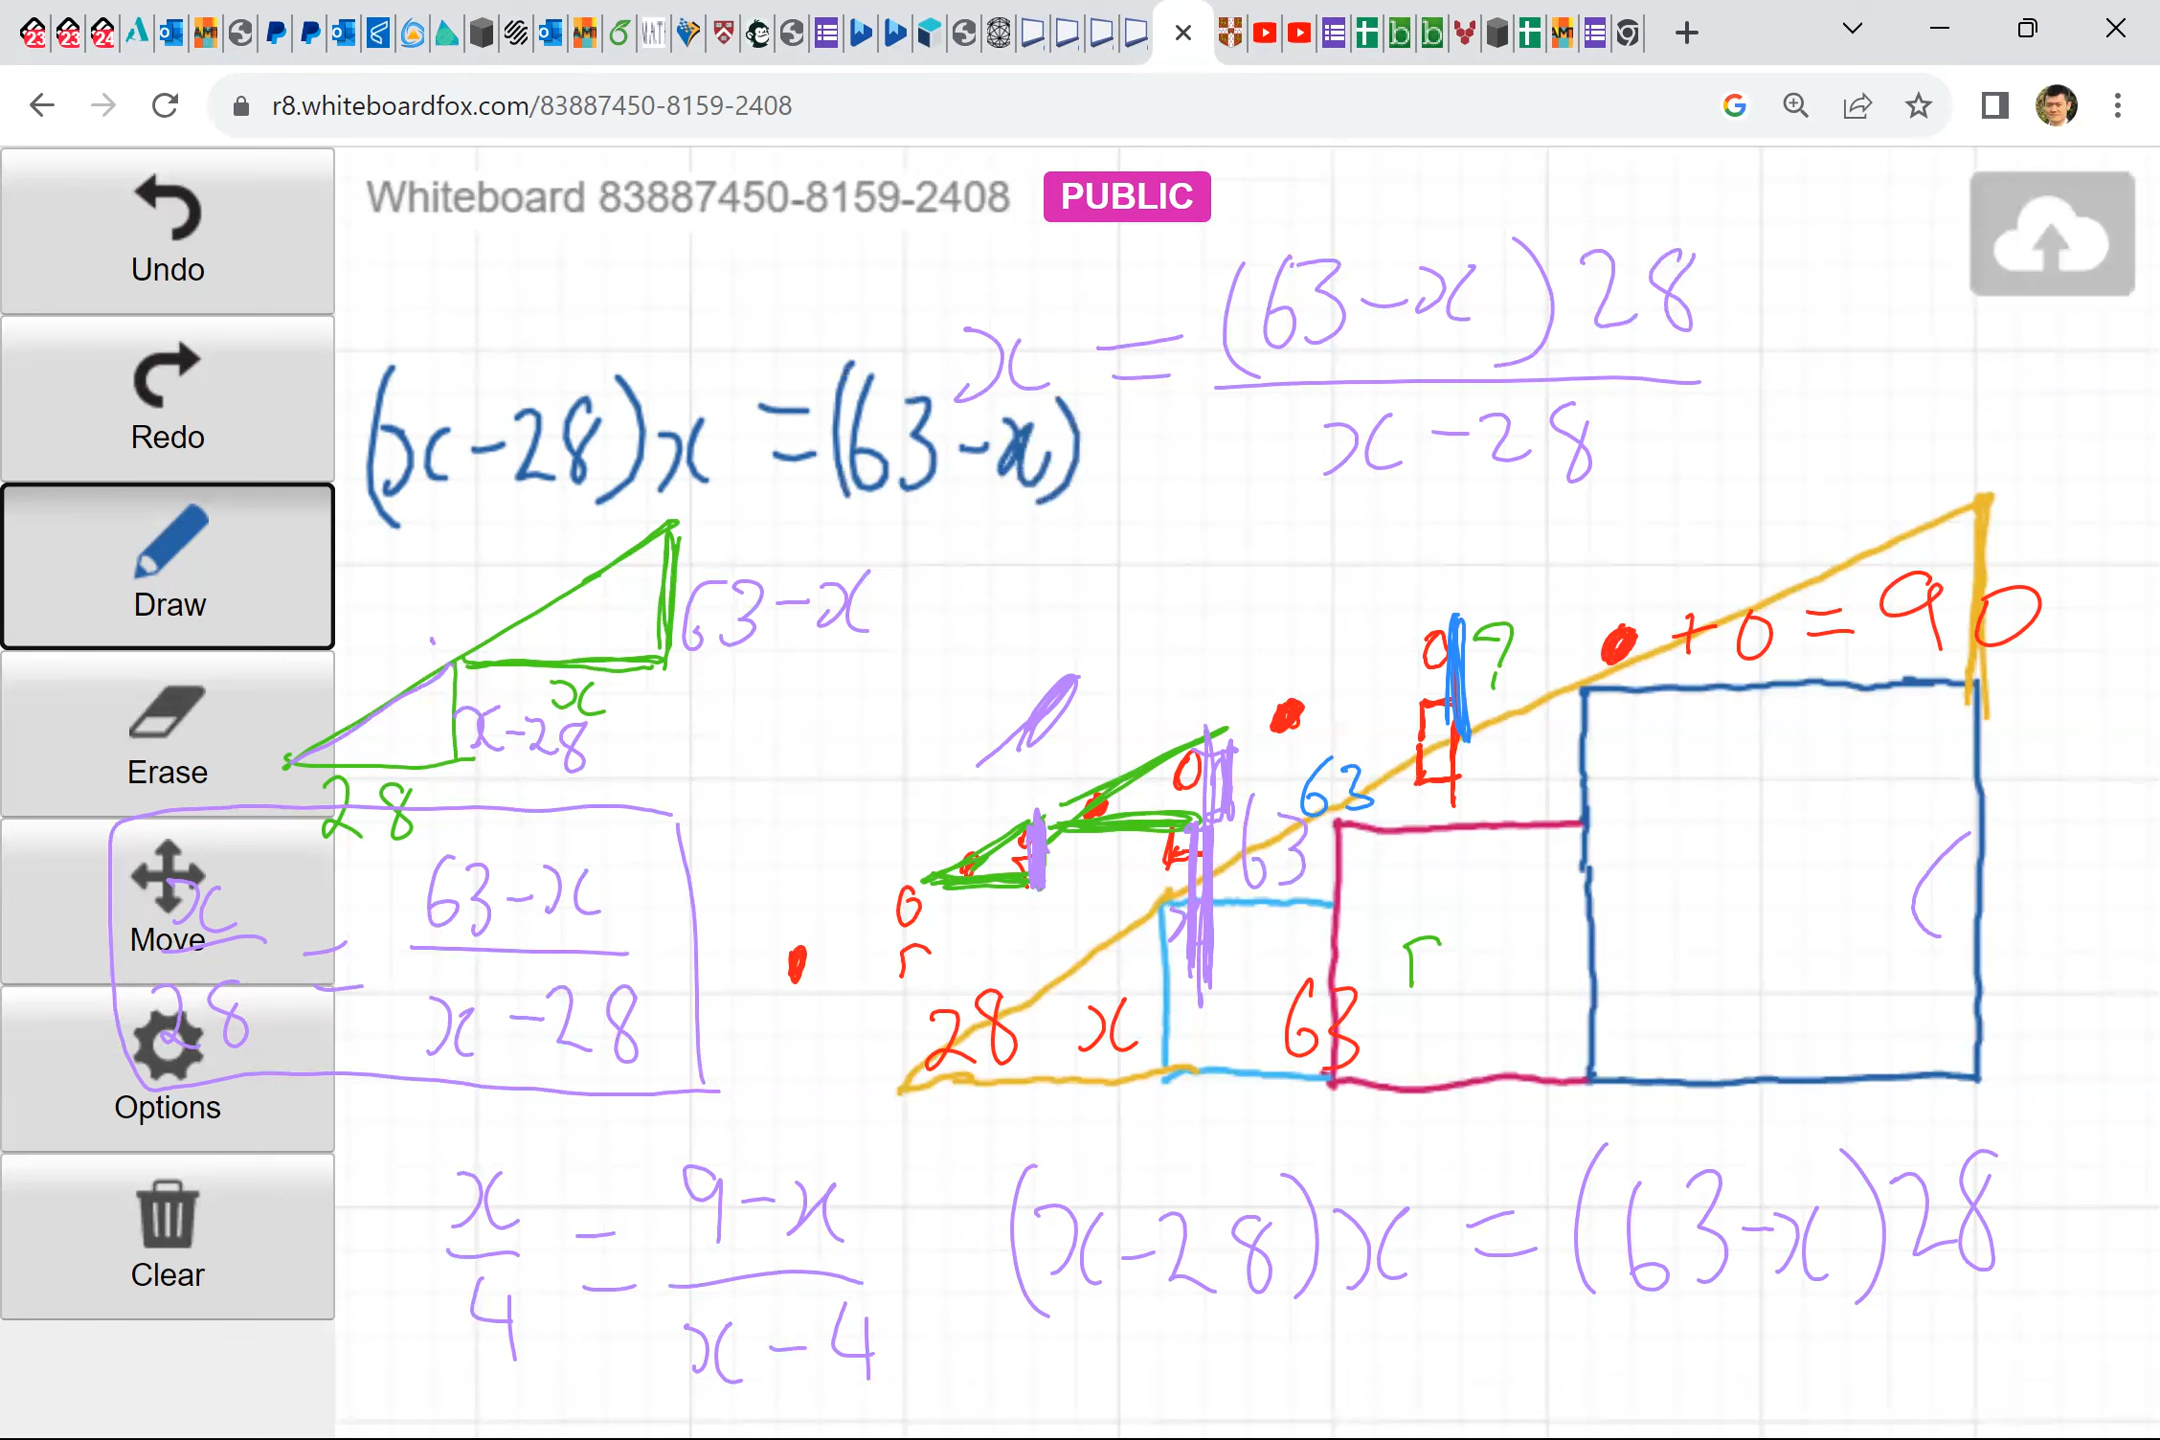 r8.whiteboardfox.com/83887450-8159-2408
Whiteboard 83887450-8159-2408 PUBLIC
Undo
Redo
Draw
Erase
Move
Options
Clear
x = (63-x)28
x-28
(x-28)x = (63-x)
63-x
x
x-28
28
x = 63-x
28 x-28
? + 0 = 90
63
63
28 x 63
r
r
x = 9-x
4 x-4
(x-28)x = (63-x)28